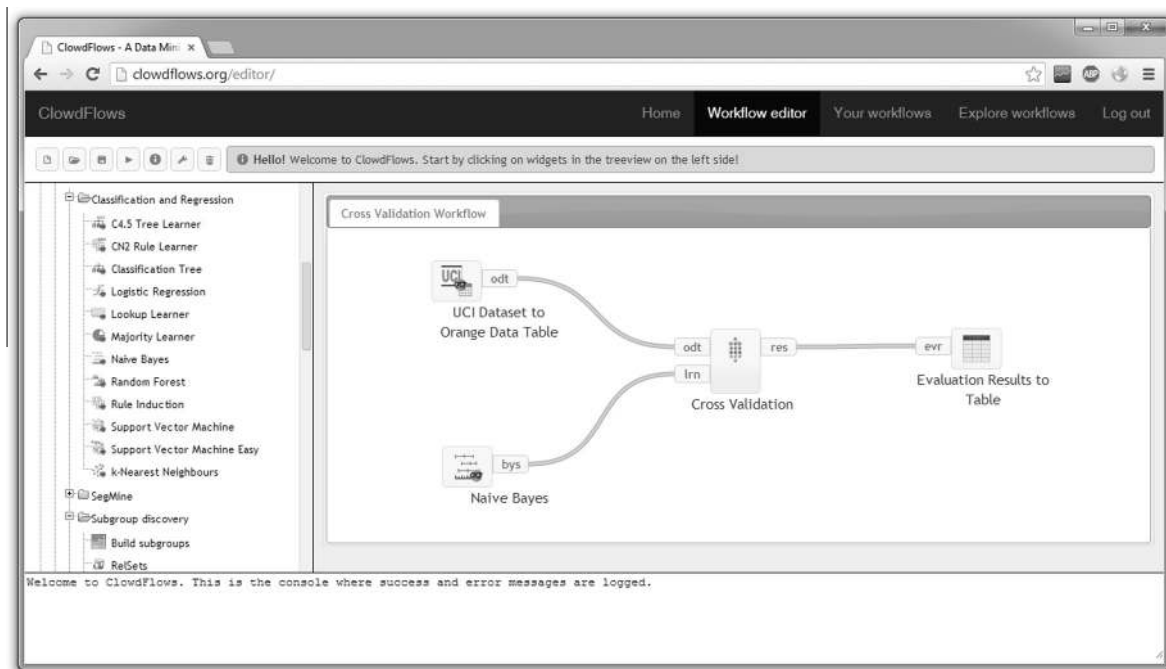 ClowdFlows - A Data Min
clowdflows.org/editor/
ABP
ClowdFlows
Home
Workflow editor
Your workflows
Explore workflows
Log out
Hello! Welcome to ClowdFlows. Start by clicking on widgets in the treeview on the left side!
Classification and Regression
C4.5 Tree Learner
CN2 Rule Learner
Classification Tree
Logistic Regression
Lookup Learner
Majority Learner
Naive Bayes
Random Forest
Rule Induction
Support Vector Machine
Support Vector Machine Easy
k-Nearest Neighbours
SegMine
Subgroup discovery
Build subgroups
RelSets
Cross Validation Workflow
UCI
odt
UCI Dataset to
Orange Data Table
odt
lrn
res
Cross Validation
evr
Evaluation Results to
Table
bys
Naive Bayes
Welcome to ClowdFlows. This is the console where success and error messages are logged.